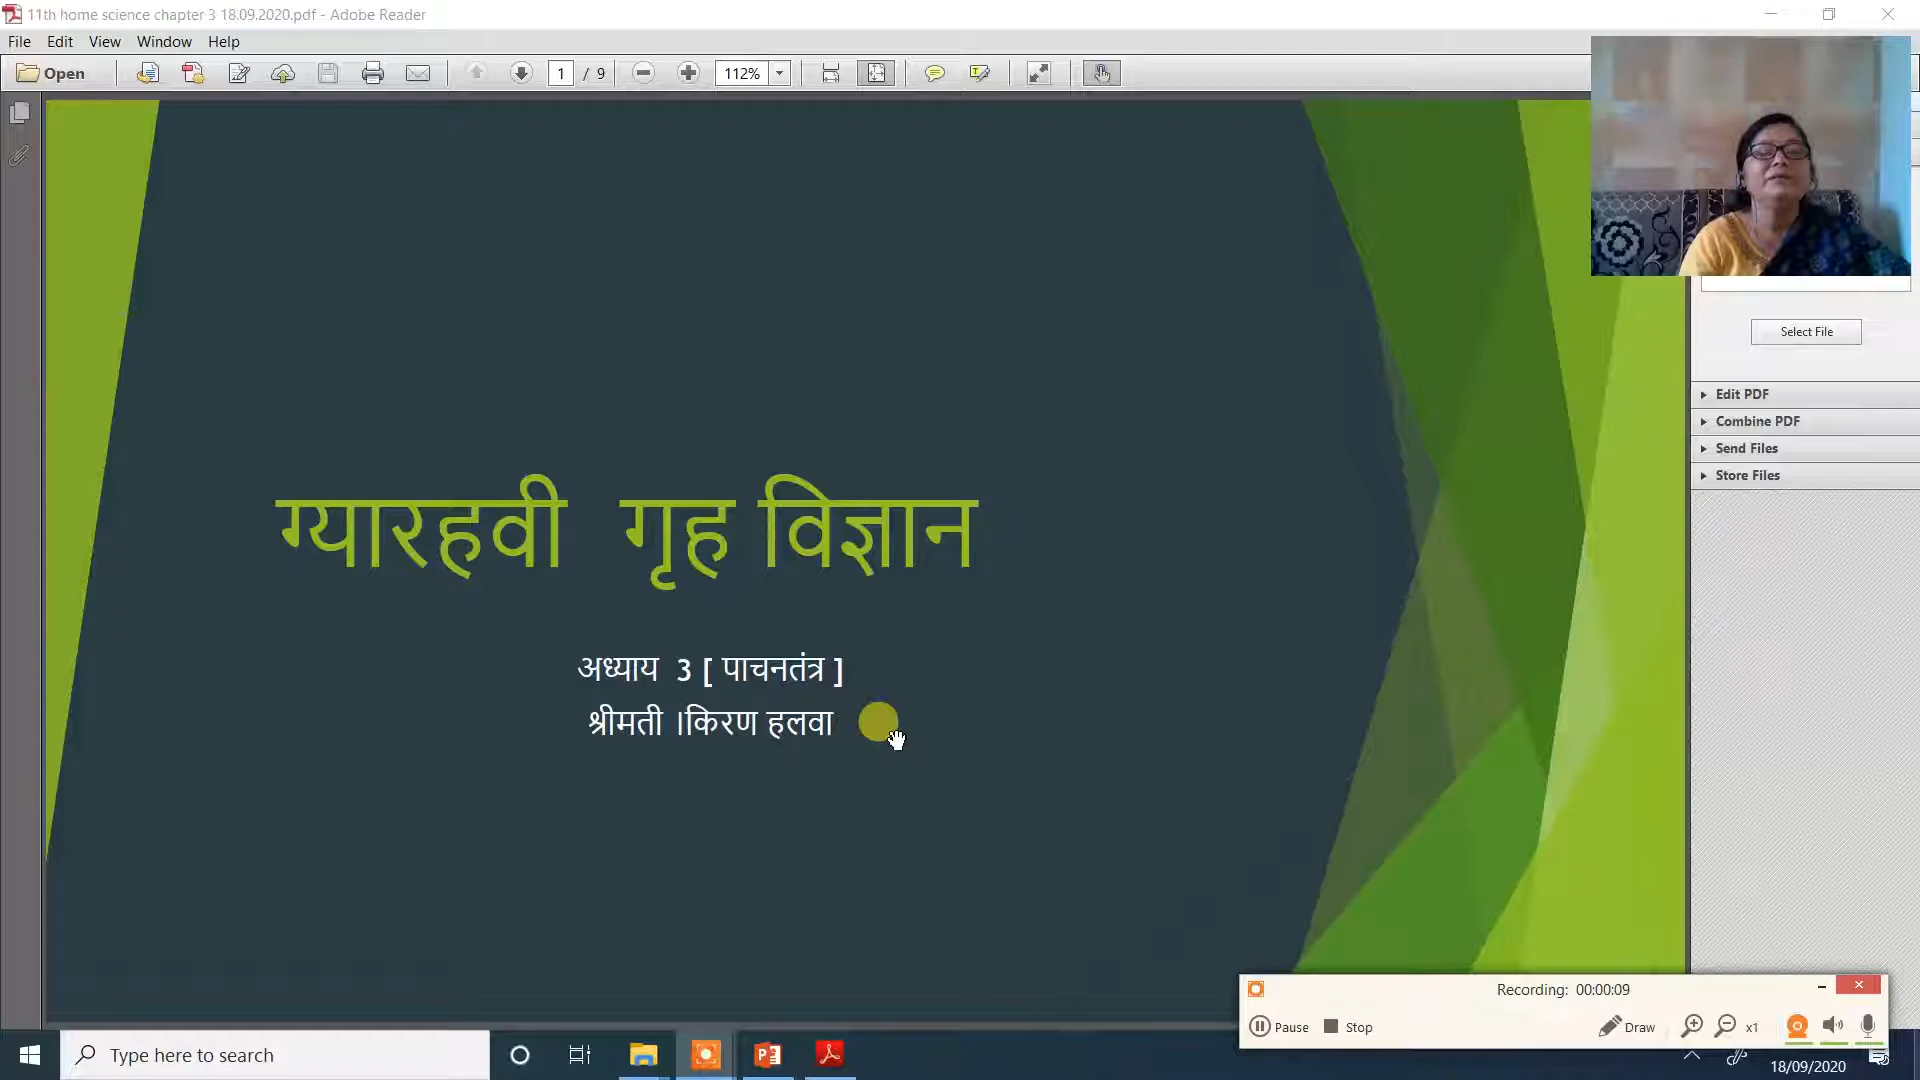 11th home science chapter 3 18.09.2020.pdf - Adobe Reader
File Edit View Window Help
Open 1 / 9 112%
Select File
Edit PDF
Combine PDF
Send Files
Store Files
ग्यारहवी गृह विज्ञान
अध्याय 3 [ पाचनतंत्र ]
श्रीमती ।किरण हलवा
Recording: 00:00:09
Pause Stop Draw x1
Type here to search
18/09/2020